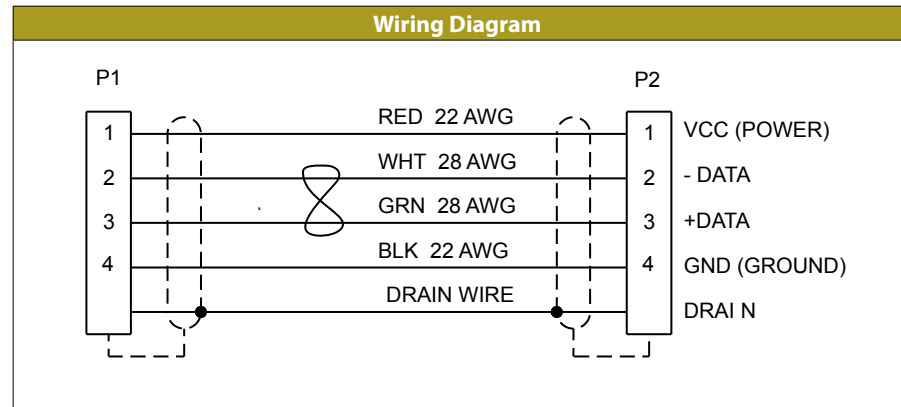 Wiring Diagram
P1
P2
1
RED 22 AWG
1
VCC (POWER)
2
WHT 28 AWG
2
- DATA
3
GRN 28 AWG
3
+DATA
4
BLK 22 AWG
4
GND (GROUND)
DRAIN WIRE
DRAI N